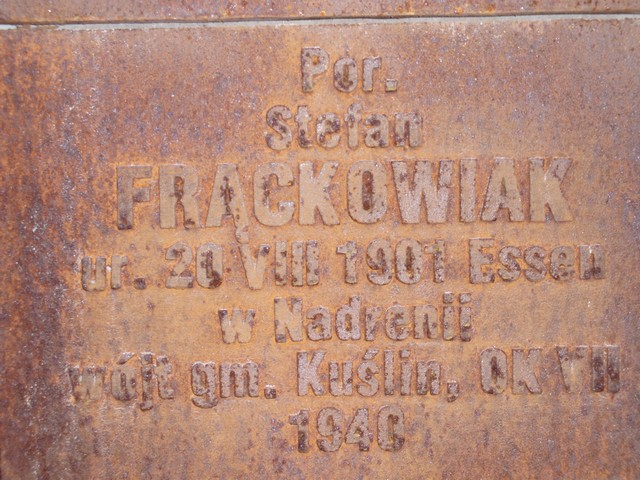 Por.
Stefan
FRĄCKOWIAK
ur. 20 VIII 1901 Essen
w Nadrenii
wójt gm. Kuślin, OK VII
1940